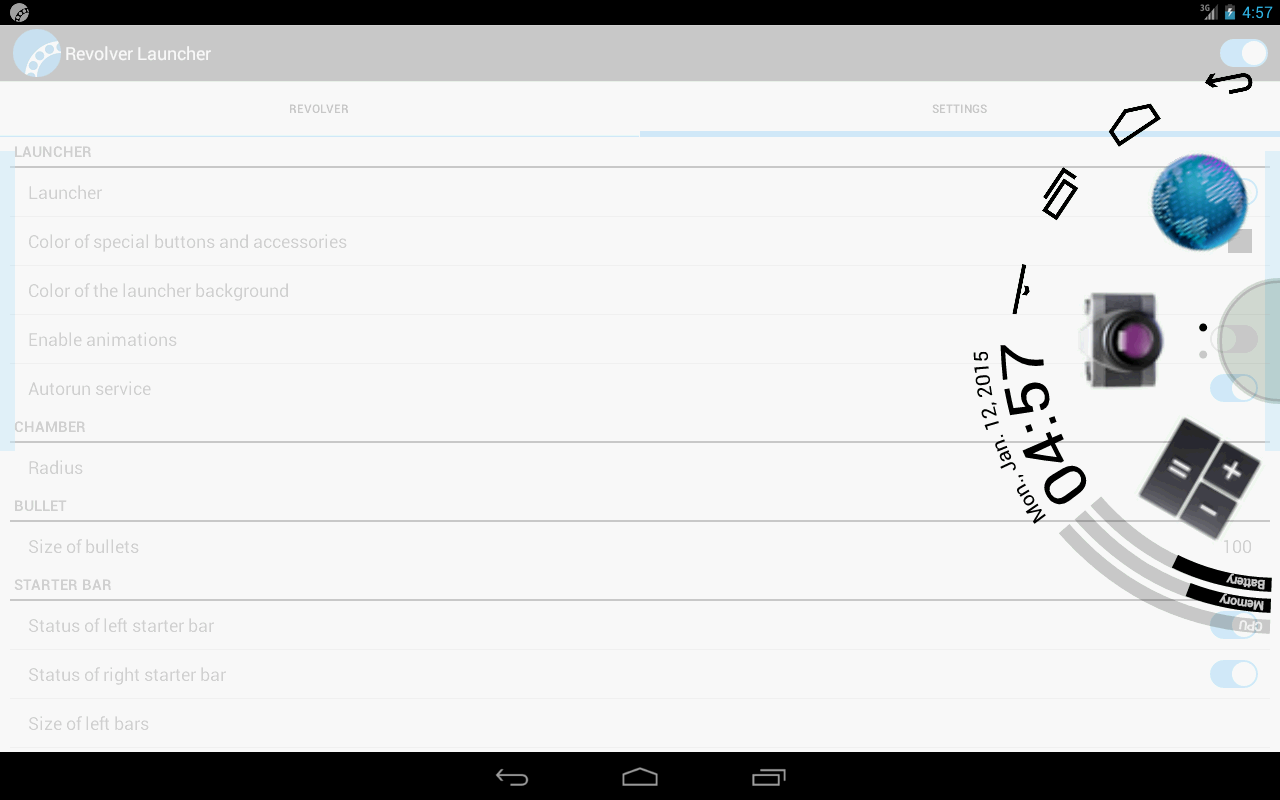 3G
4:57
Revolver Launcher
REVOLVER
SETTINGS
LAUNCHER
Launcher
Color of special buttons and accessories
Color of the launcher background
Enable animations
Autorun service
CHAMBER
Radius
BULLET
Size of bullets
100
STARTER BAR
Status of left starter bar
Status of right starter bar
Size of left bars
04:57
Mon., Jan. 12, 2015
Battery
Memory
CPU